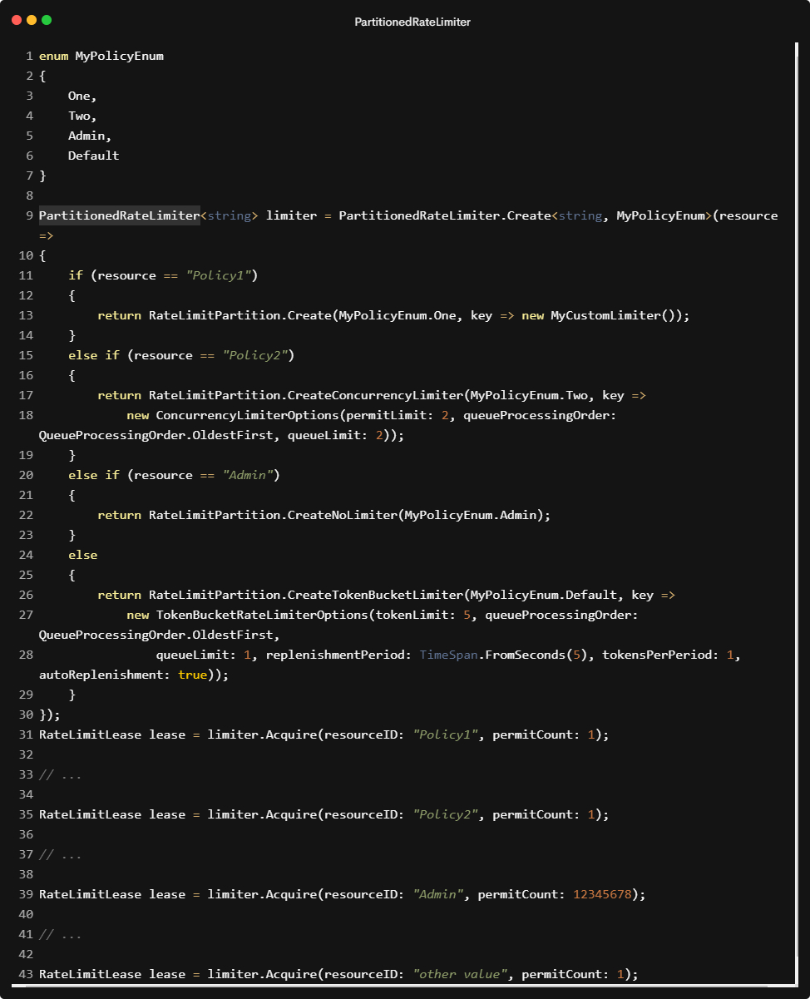 PartitionedRateLimiter
1 enum MyPolicyEnum
2 {
3     One,
4     Two,
5     Admin,
6     Default
7 }
8
9 PartitionedRateLimiter<string> limiter = PartitionedRateLimiter.Create<string, MyPolicyEnum>(resource
=>
10 {
11     if (resource == "Policy1")
12     {
13         return RateLimitPartition.Create(MyPolicyEnum.One, key => new MyCustomLimiter());
14     }
15     else if (resource == "Policy2")
16     {
17         return RateLimitPartition.CreateConcurrencyLimiter(MyPolicyEnum.Two, key =>
18             new ConcurrencyLimiterOptions(permitLimit: 2, queueProcessingOrder:
QueueProcessingOrder.OldestFirst, queueLimit: 2));
19     }
20     else if (resource == "Admin")
21     {
22         return RateLimitPartition.CreateNoLimiter(MyPolicyEnum.Admin);
23     }
24     else
25     {
26         return RateLimitPartition.CreateTokenBucketLimiter(MyPolicyEnum.Default, key =>
27             new TokenBucketRateLimiterOptions(tokenLimit: 5, queueProcessingOrder:
QueueProcessingOrder.OldestFirst,
28                 queueLimit: 1, replenishmentPeriod: TimeSpan.FromSeconds(5), tokensPerPeriod: 1,
autoReplenishment: true));
29     }
30 });
31 RateLimitLease lease = limiter.Acquire(resourceID: "Policy1", permitCount: 1);
32
33 // ...
34
35 RateLimitLease lease = limiter.Acquire(resourceID: "Policy2", permitCount: 1);
36
37 // ...
38
39 RateLimitLease lease = limiter.Acquire(resourceID: "Admin", permitCount: 12345678);
40
41 // ...
42
43 RateLimitLease lease = limiter.Acquire(resourceID: "other value", permitCount: 1);